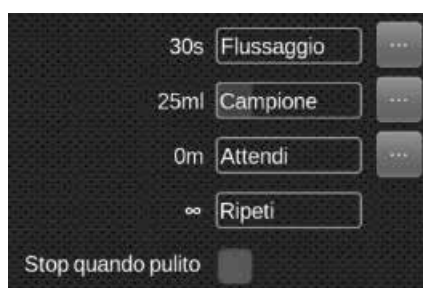 30s Flussaggio ...
25ml Campione ...
0m Attendi ...
∞ Ripeti
Stop quando pulito